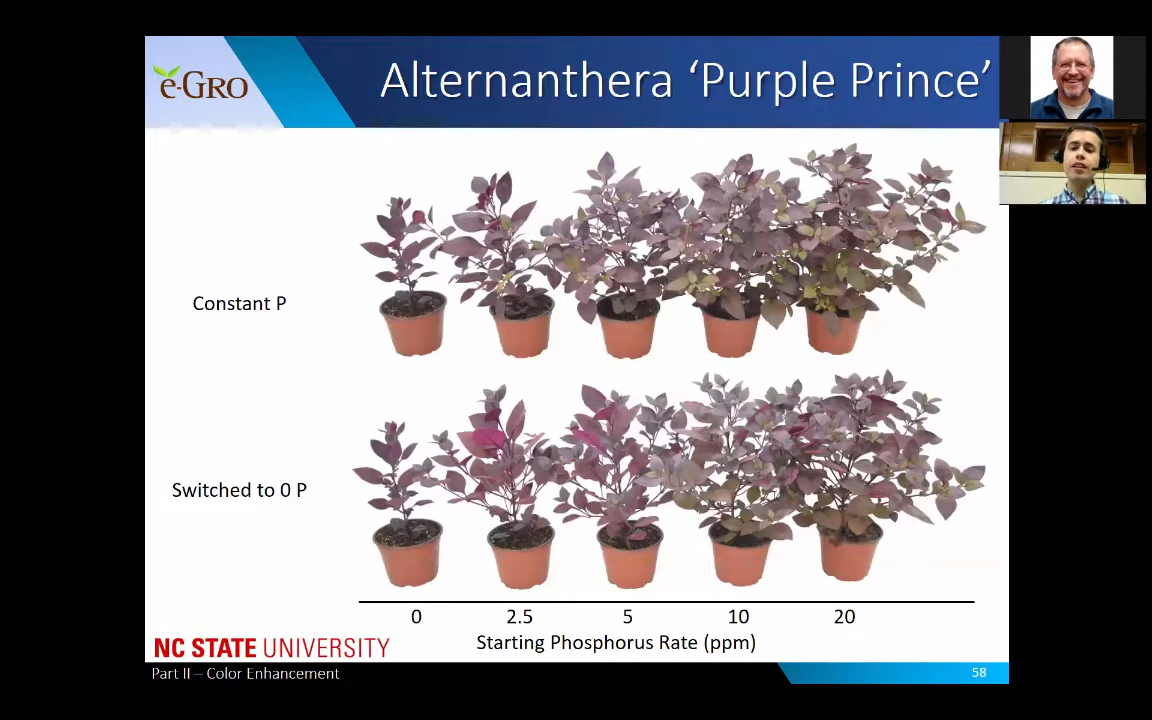 e-GRO
Alternanthera ‘Purple Prince’
Constant P
Switched to 0 P
0 2.5 5 10 20
Starting Phosphorus Rate (ppm)
NC STATE UNIVERSITY
Part II – Color Enhancement
58